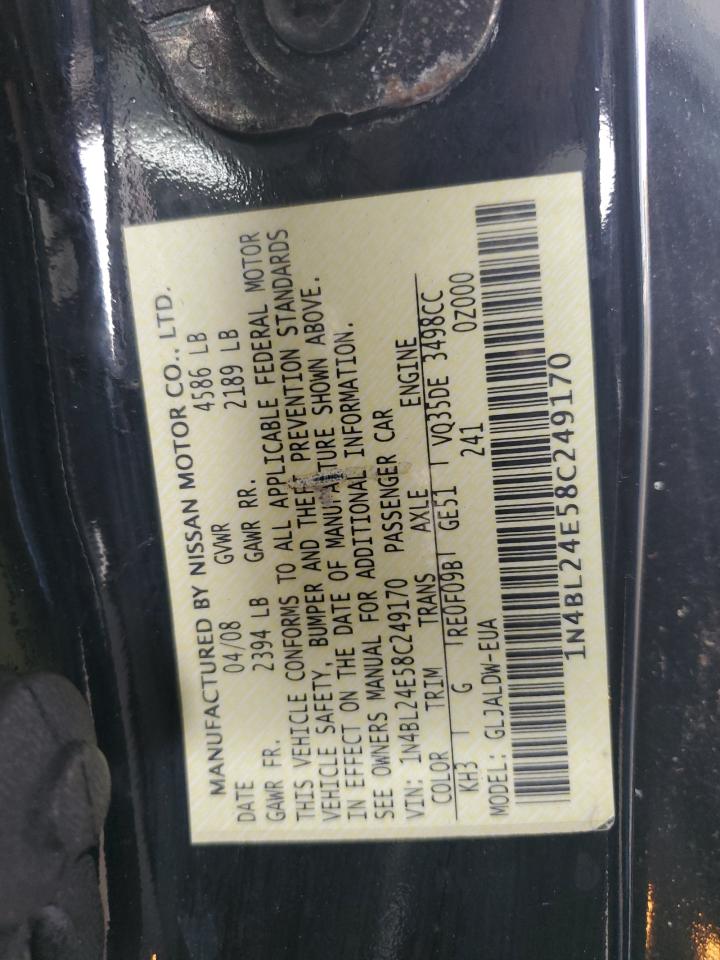 MANUFACTURED BY NISSAN MOTOR CO., LTD.
DATE 04/08 GVWR 4586 LB
GAWR FR. 2394 LB GAWR RR. 2189 LB
THIS VEHICLE CONFORMS TO ALL APPLICABLE FEDERAL MOTOR
VEHICLE SAFETY, BUMPER AND THEFT PREVENTION STANDARDS
IN EFFECT ON THE DATE OF MANUFACTURE SHOWN ABOVE.
SEE OWNERS MANUAL FOR ADDITIONAL INFORMATION.
VIN: 1N4BL24E58C249170 PASSENGER CAR
COLOR TRIM TRANS AXLE ENGINE
KH3 G RE0F09B GE51 VQ35DE 3498CC
MODEL: GLJALDW-EUA 241 0Z000
1N4BL24E58C249170